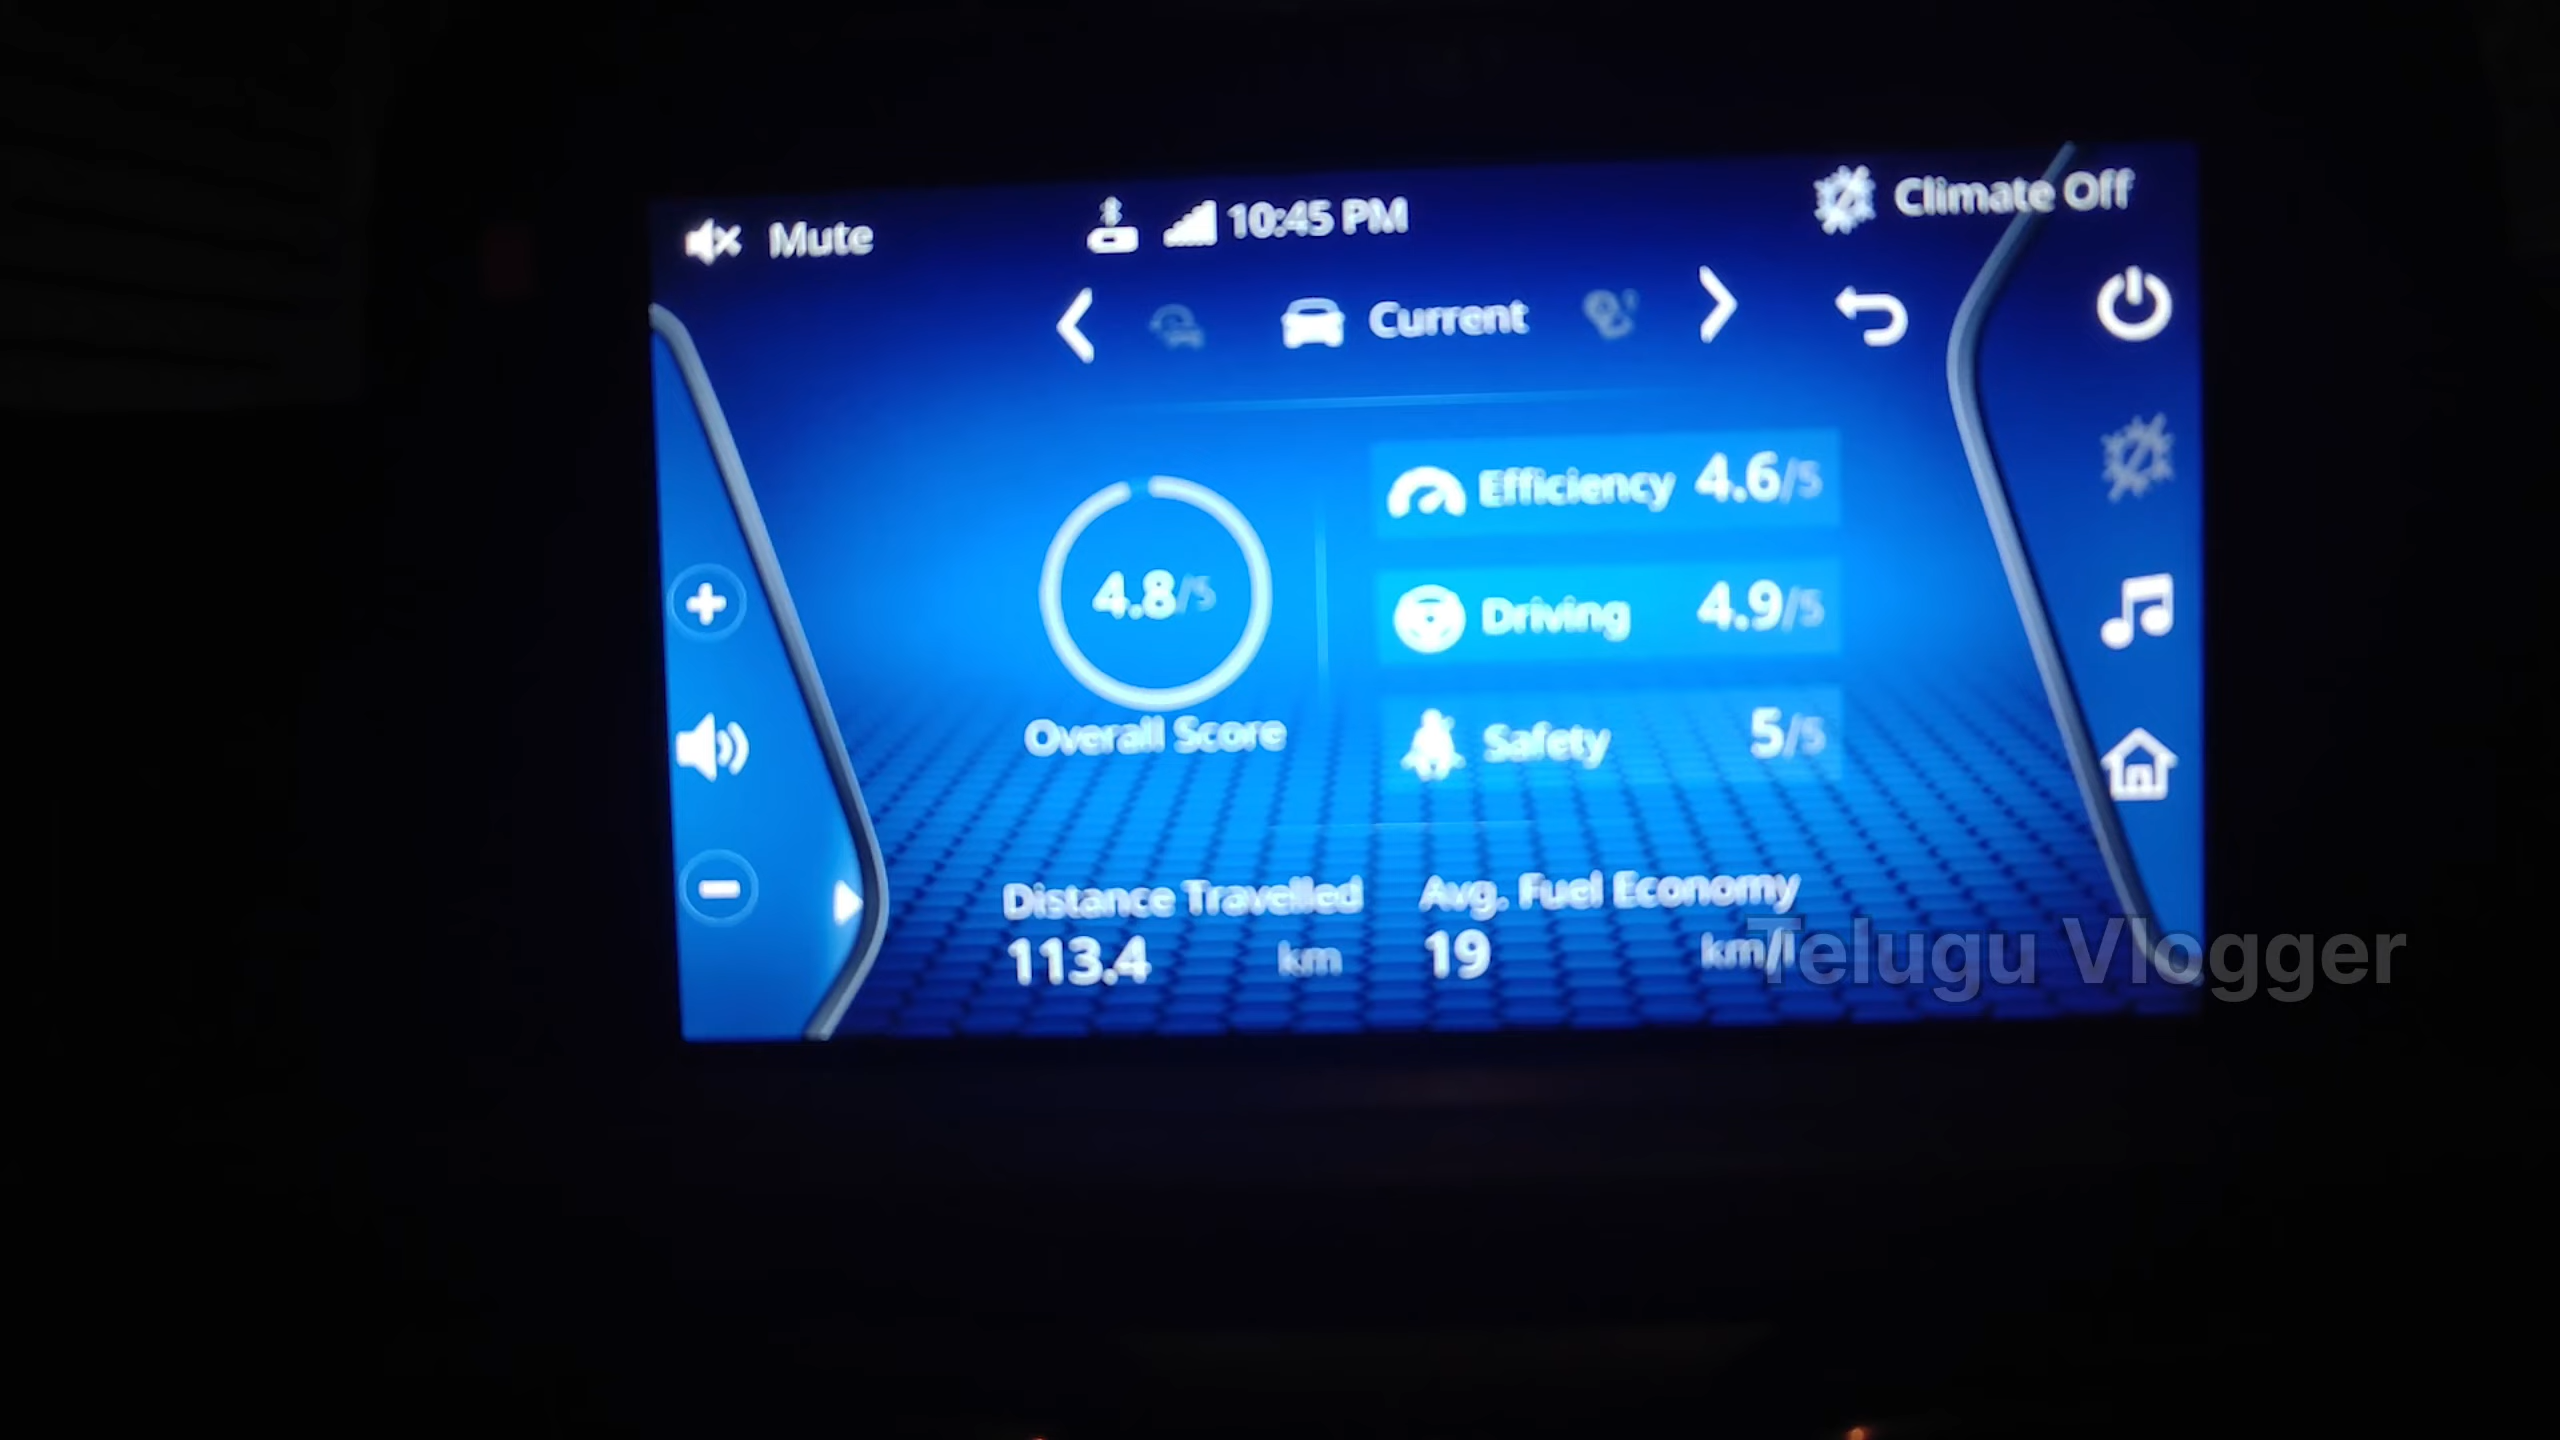 Mute
10:45 PM
Climate Off
Current
Efficiency 4.6/5
4.8/5
Driving 4.9/5
Overall Score
Safety 5/5
Distance Travelled
Avg. Fuel Economy
113.4 km
19 km/l
Telugu Vlogger